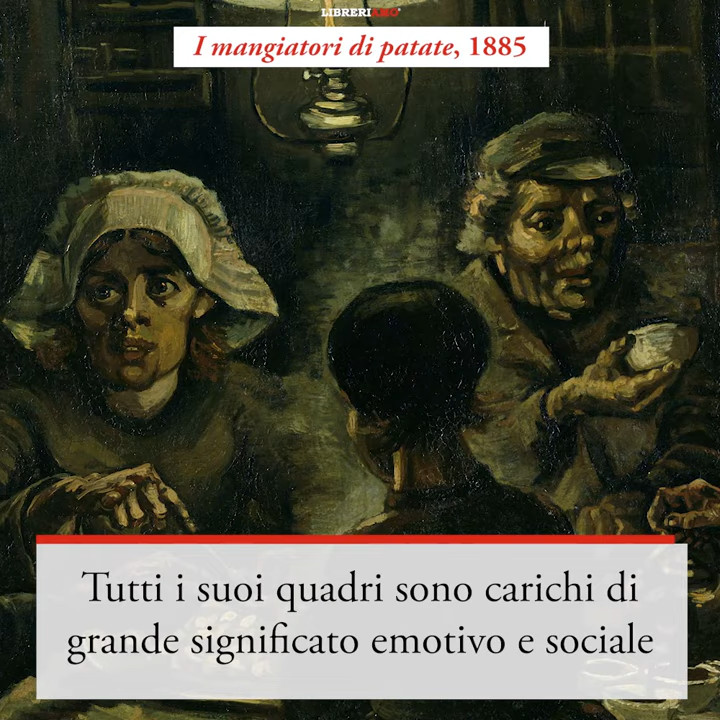 LIBRERIAMO
I mangiatori di patate, 1885
Tutti i suoi quadri sono carichi di
grande significato emotivo e sociale